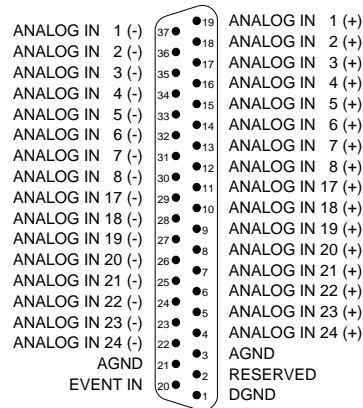 19 ANALOG IN 1 (+)
ANALOG IN 1 (-) 37
18 ANALOG IN 2 (+)
ANALOG IN 2 (-) 36
17 ANALOG IN 3 (+)
ANALOG IN 3 (-) 35
16 ANALOG IN 4 (+)
ANALOG IN 4 (-) 34
15 ANALOG IN 5 (+)
ANALOG IN 5 (-) 33
14 ANALOG IN 6 (+)
ANALOG IN 6 (-) 32
13 ANALOG IN 7 (+)
ANALOG IN 7 (-) 31
12 ANALOG IN 8 (+)
ANALOG IN 8 (-) 30
11 ANALOG IN 17 (+)
ANALOG IN 17 (-) 29
10 ANALOG IN 18 (+)
ANALOG IN 18 (-) 28
9 ANALOG IN 19 (+)
ANALOG IN 19 (-) 27
8 ANALOG IN 20 (+)
ANALOG IN 20 (-) 26
7 ANALOG IN 21 (+)
ANALOG IN 21 (-) 25
6 ANALOG IN 22 (+)
ANALOG IN 22 (-) 24
5 ANALOG IN 23 (+)
ANALOG IN 23 (-) 23
4 ANALOG IN 24 (+)
ANALOG IN 24 (-) 22
3 AGND
AGND 21
2 RESERVED
EVENT IN 20
1 DGND